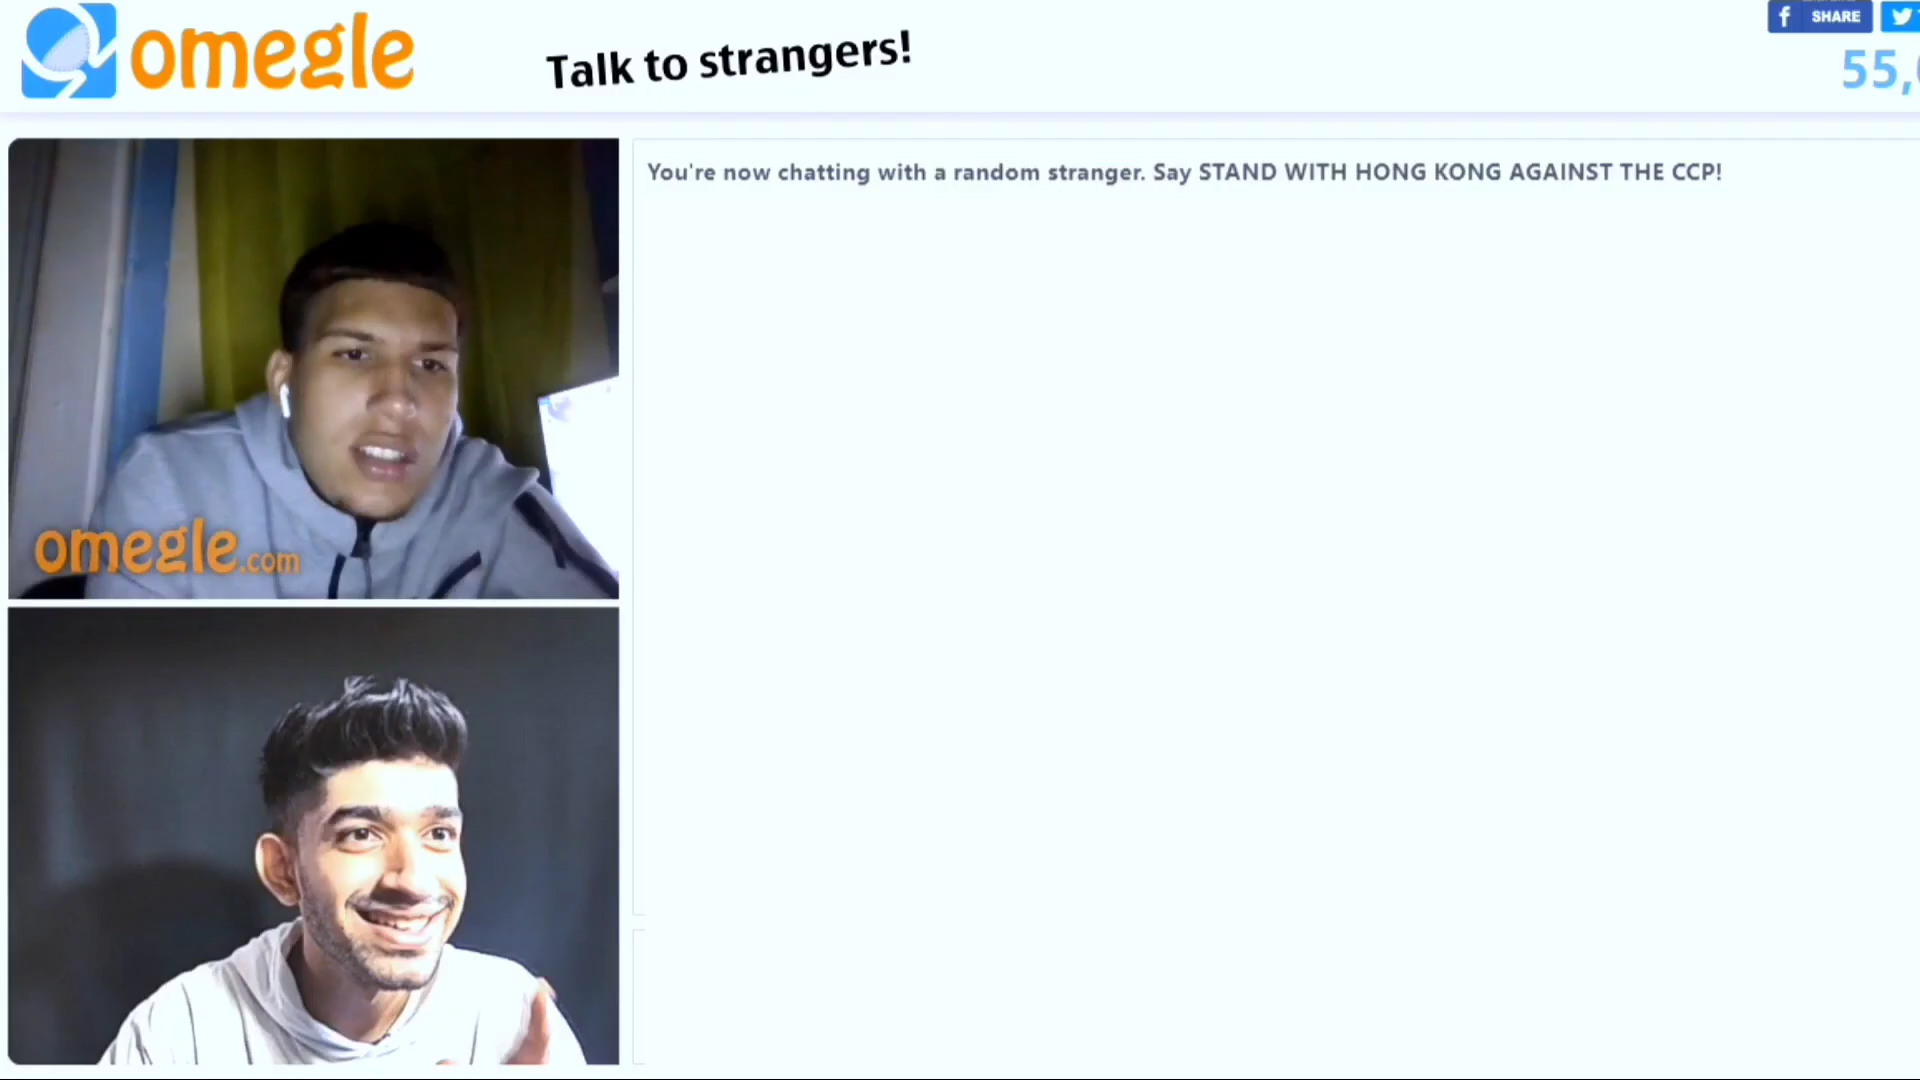 omegle
Talk to strangers!
SHARE
55,
You're now chatting with a random stranger. Say STAND WITH HONG KONG AGAINST THE CCP!
omegle.com